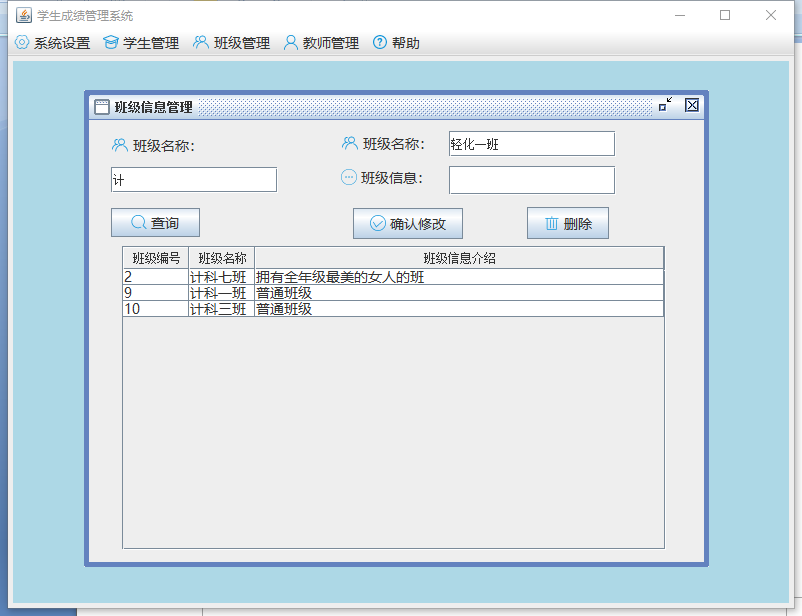 学生成绩管理系统
系统设置 学生管理 班级管理 教师管理 帮助
班级信息管理
班级名称： 班级名称： 轻化一班
计 班级信息：
查询 确认修改 删除
班级编号 班级名称 班级信息介绍
2 计科七班 拥有全年级最美的女人的班
9 计科一班 普通班级
10 计科三班 普通班级